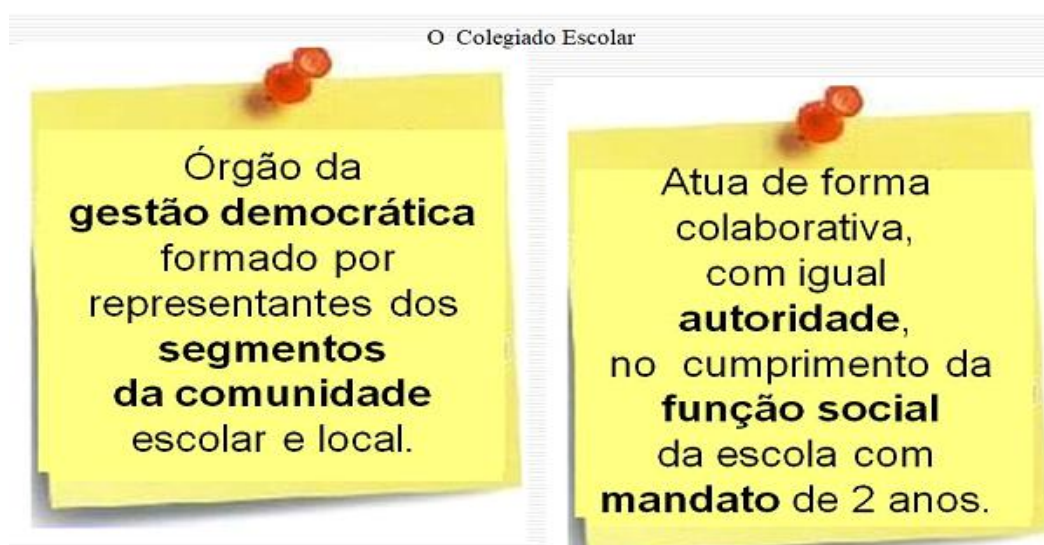 O Colegiado Escolar
Órgão da
gestão democrática
formado por
representantes dos
segmentos
da comunidade
escolar e local.
Atua de forma
colaborativa,
com igual
autoridade,
no cumprimento da
função social
da escola com
mandato de 2 anos.